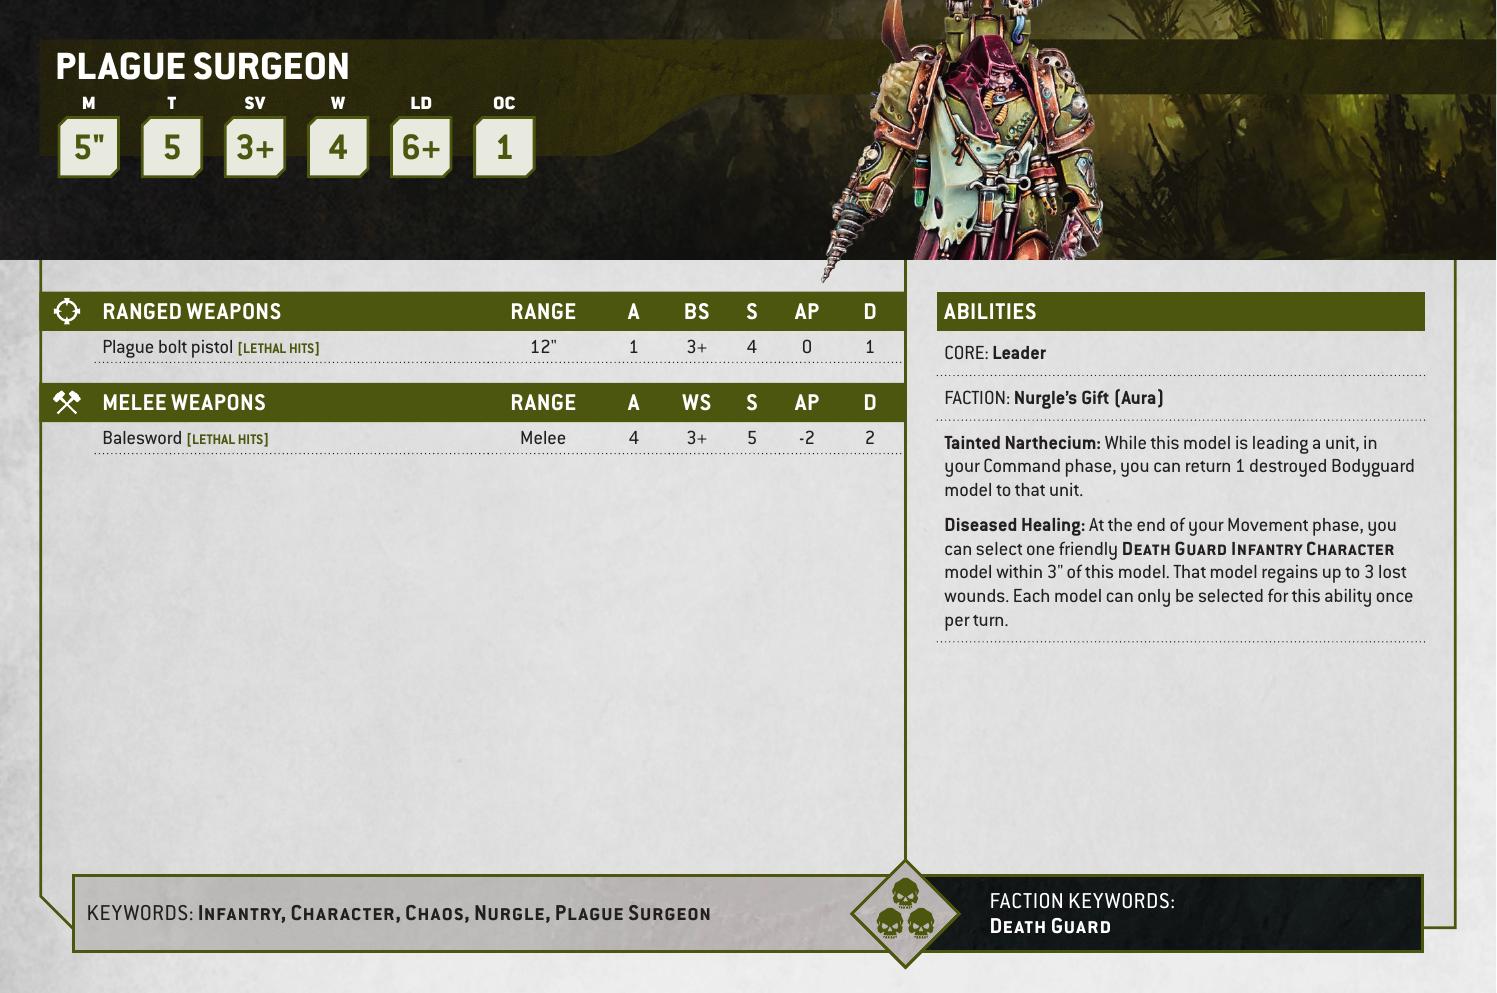 PLAGUE SURGEON
M T SV W LD OC
5" 5 3+ 4 6+ 1
RANGED WEAPONS RANGE A BS S AP D
Plague bolt pistol [LETHAL HITS] 12" 1 3+ 4 0 1
MELEE WEAPONS RANGE A WS S AP D
Balesword [LETHAL HITS] Melee 4 3+ 5 -2 2
ABILITIES
CORE: Leader
FACTION: Nurgle's Gift (Aura)
Tainted Narthecium: While this model is leading a unit, in
your Command phase, you can return 1 destroyed Bodyguard
model to that unit.
Diseased Healing: At the end of your Movement phase, you
can select one friendly DEATH GUARD INFANTRY CHARACTER
model within 3" of this model. That model regains up to 3 lost
wounds. Each model can only be selected for this ability once
per turn.
KEYWORDS: INFANTRY, CHARACTER, CHAOS, NURGLE, PLAGUE SURGEON
FACTION KEYWORDS:
DEATH GUARD